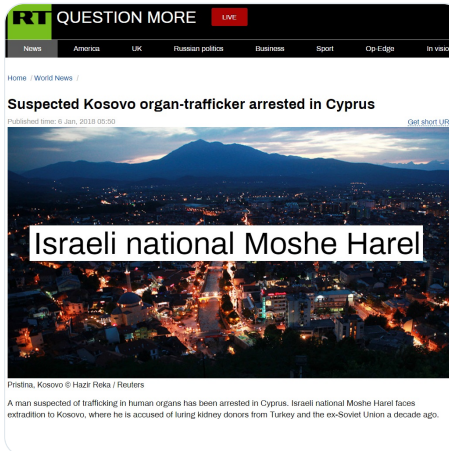 RT QUESTION MORE LIVE
News America UK Russian politics Business Sport Op-Edge In visio
Home / World News /
Suspected Kosovo organ-trafficker arrested in Cyprus
Published time: 6 Jan, 2018 05:50 Get short UR
Israeli national Moshe Harel
Pristina, Kosovo © Hazir Reka / Reuters
A man suspected of trafficking in human organs has been arrested in Cyprus. Israeli national Moshe Harel faces
extradition to Kosovo, where he is accused of luring kidney donors from Turkey and the ex-Soviet Union a decade ago.